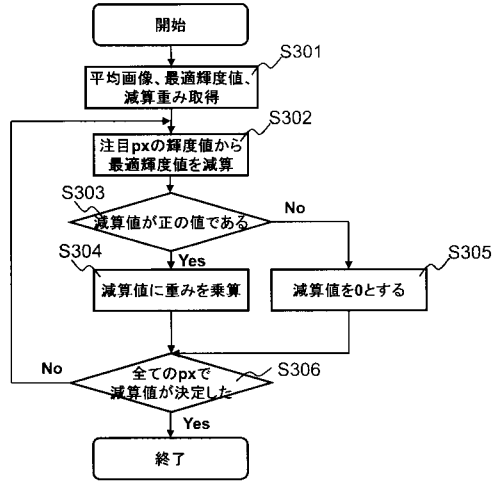 開始
S301
平均画像、最適輝度値、
減算重み取得
S302
注目pxの輝度値から
最適輝度値を減算
S303
減算値が正の値である
No
S304
Yes
S305
減算値に重みを乗算
減算値を0とする
No
全てのpxで
減算値が決定した
S306
Yes
終了